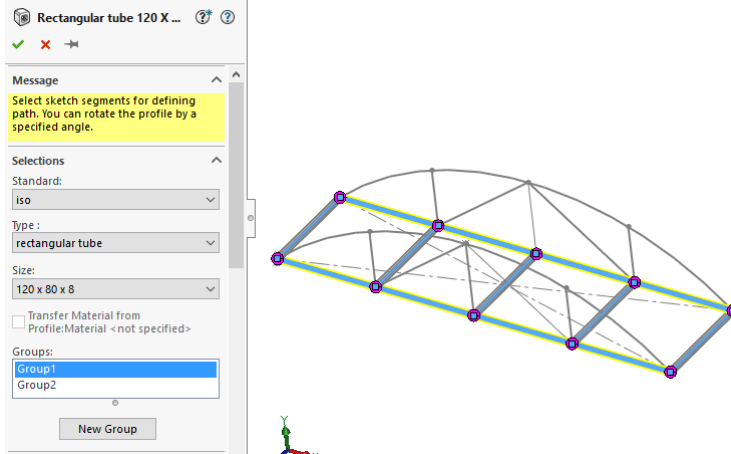 Rectangular tube 120 X ...
Message
Select sketch segments for defining
path. You can rotate the profile by a
specified angle.
Selections
Standard:
iso
Type :
rectangular tube
Size:
120 x 80 x 8
Transfer Material from
Profile:Material <not specified>
Groups:
Group1
Group2
New Group
Y